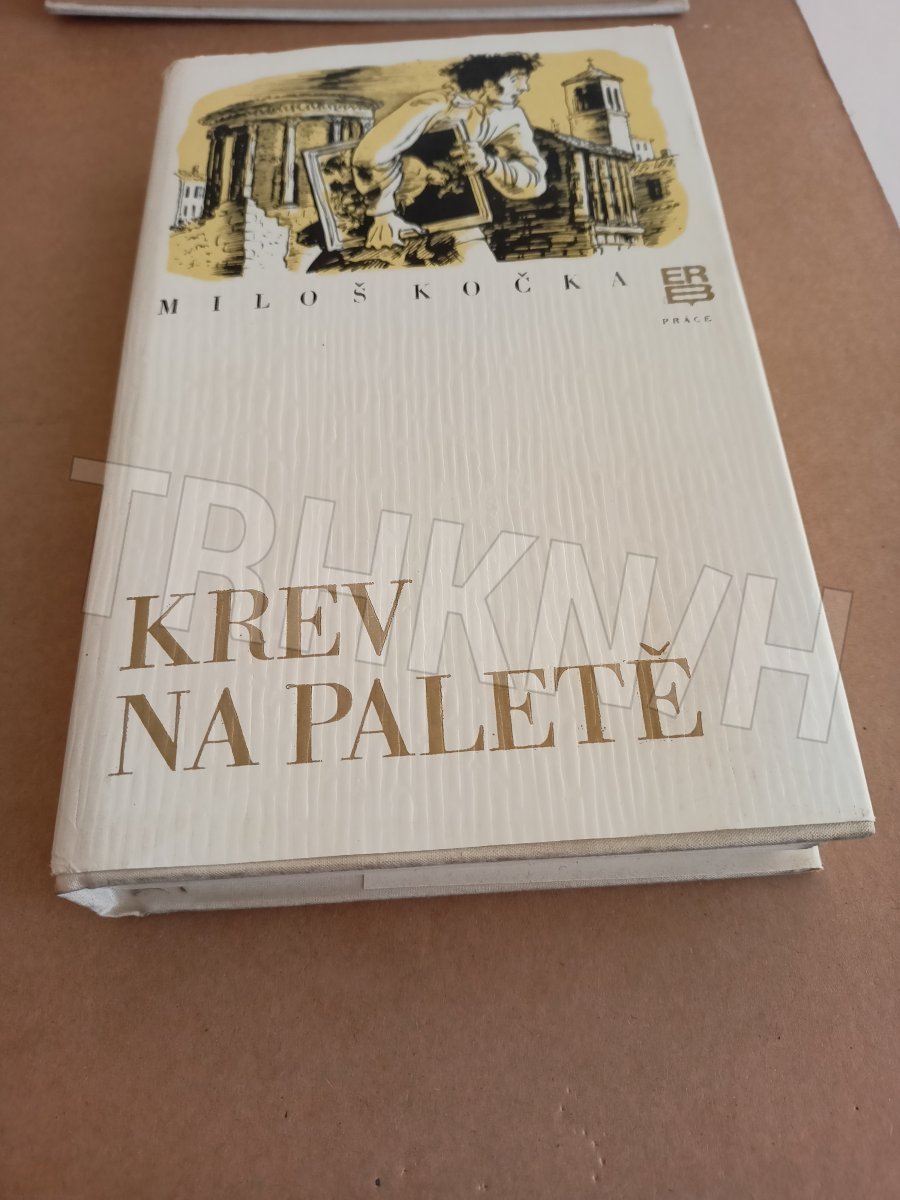 MILOŠ KOČKA
ERB
PRÁCE
TRHKNIH
KREV
NA PALETĚ